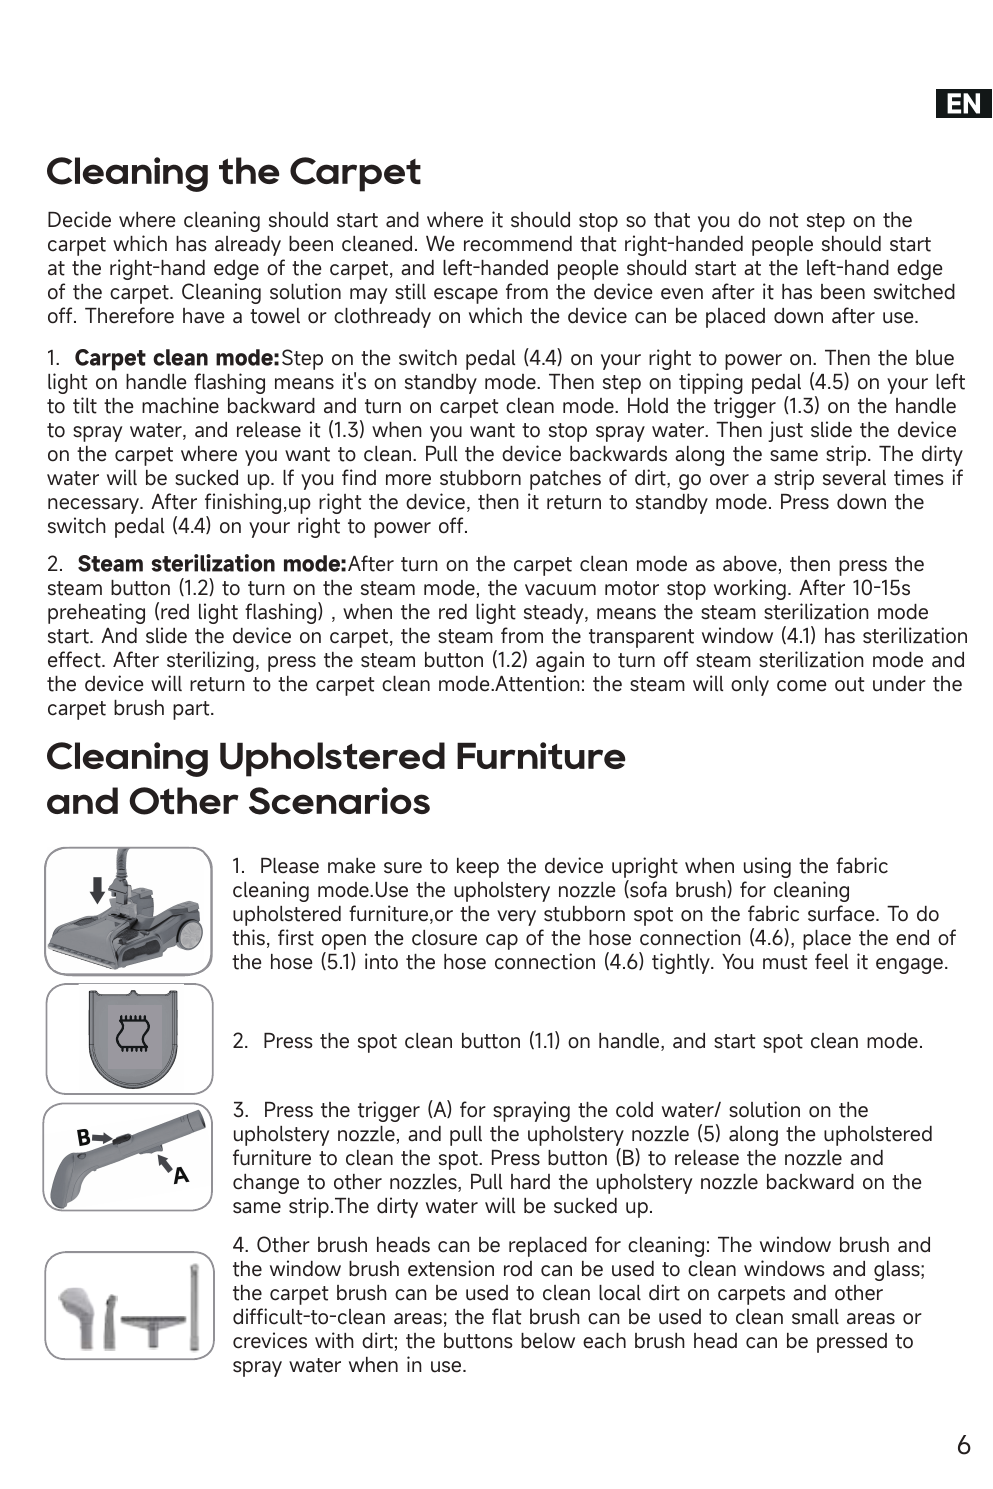 EN
Cleaning the Carpet
Decide where cleaning should start and where it should stop so that you do not step on the
carpet which has already been cleaned. We recommend that right-handed people should start
at the right-hand edge of the carpet, and left-handed people should start at the left-hand edge
of the carpet. Cleaning solution may still escape from the device even after it has been switched
off. Therefore have a towel or clothready on which the device can be placed down after use.
1. Carpet clean mode:Step on the switch pedal (4.4) on your right to power on. Then the blue
light on handle flashing means it's on standby mode. Then step on tipping pedal (4.5) on your left
to tilt the machine backward and turn on carpet clean mode. Hold the trigger (1.3) on the handle
to spray water, and release it (1.3) when you want to stop spray water. Then just slide the device
on the carpet where you want to clean. Pull the device backwards along the same strip. The dirty
water will be sucked up. lf you find more stubborn patches of dirt, go over a strip several times if
necessary. After finishing,up right the device, then it return to standby mode. Press down the
switch pedal (4.4) on your right to power off.
2. Steam sterilization mode:After turn on the carpet clean mode as above, then press the
steam button (1.2) to turn on the steam mode, the vacuum motor stop working. After 10-15s
preheating (red light flashing) , when the red light steady, means the steam sterilization mode
start. And slide the device on carpet, the steam from the transparent window (4.1) has sterilization
effect. After sterilizing, press the steam button (1.2) again to turn off steam sterilization mode and
the device will return to the carpet clean mode.Attention: the steam will only come out under the
carpet brush part.
Cleaning Upholstered Furniture
and Other Scenarios
1. Please make sure to keep the device upright when using the fabric
cleaning mode.Use the upholstery nozzle (sofa brush) for cleaning
upholstered furniture,or the very stubborn spot on the fabric surface. To do
this, first open the closure cap of the hose connection (4.6), place the end of
the hose (5.1) into the hose connection (4.6) tightly. You must feel it engage.
2. Press the spot clean button (1.1) on handle, and start spot clean mode.
B
A
3. Press the trigger (A) for spraying the cold water/ solution on the
upholstery nozzle, and pull the upholstery nozzle (5) along the upholstered
furniture to clean the spot. Press button (B) to release the nozzle and
change to other nozzles, Pull hard the upholstery nozzle backward on the
same strip.The dirty water will be sucked up.
4. Other brush heads can be replaced for cleaning: The window brush and
the window brush extension rod can be used to clean windows and glass;
the carpet brush can be used to clean local dirt on carpets and other
difficult-to-clean areas; the flat brush can be used to clean small areas or
crevices with dirt; the buttons below each brush head can be pressed to
spray water when in use.
6